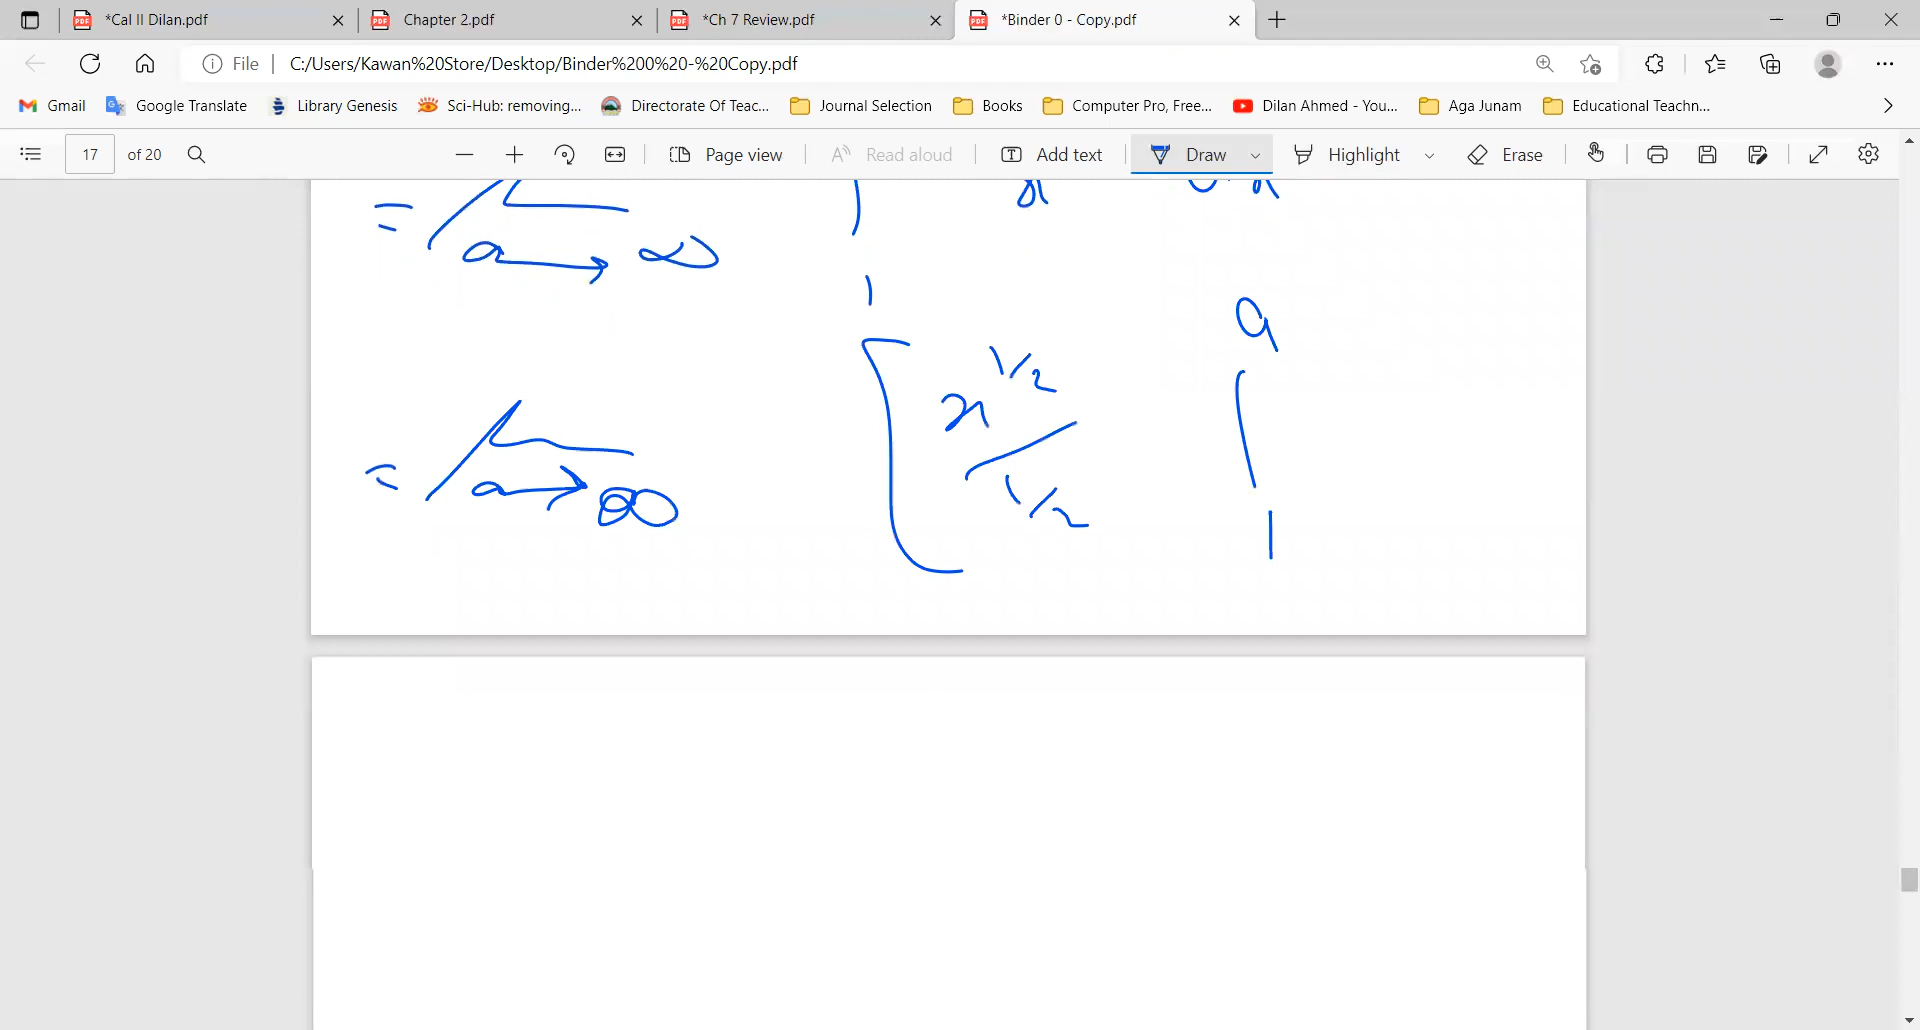 *Cal II Dilan.pdf
Chapter 2.pdf
*Ch 7 Review.pdf
*Binder 0 - Copy.pdf
File C:/Users/Kawan%20Store/Desktop/Binder%200%20-%20Copy.pdf
Gmail Google Translate Library Genesis Sci-Hub: removing... Directorate Of Teac... Journal Selection Books Computer Pro, Free... Dilan Ahmed - You... Aga Junam Educational Teachn...
17 of 20 Page view Read aloud Add text Draw Highlight Erase
= a → ∞ 1
= a → ∞ [ x^1/2 / 1/2 | a 1